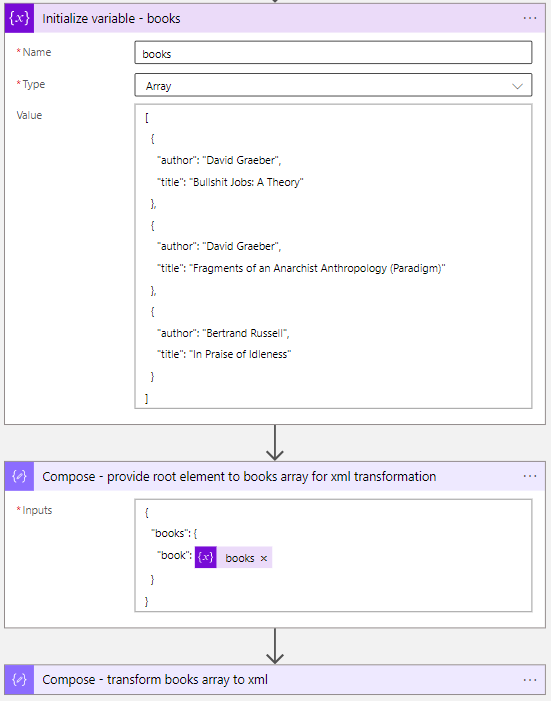 {x} Initialize variable - books ...
*Name
books
*Type
Array
Value
[
{
"author": "David Graeber",
"title": "Bullshit Jobs: A Theory"
},
{
"author": "David Graeber",
"title": "Fragments of an Anarchist Anthropology (Paradigm)"
},
{
"author": "Bertrand Russell",
"title": "In Praise of Idleness"
}
]
Compose - provide root element to books array for xml transformation ...
*Inputs
{
"books": {
"book": {x} books ×
}
}
Compose - transform books array to xml ...